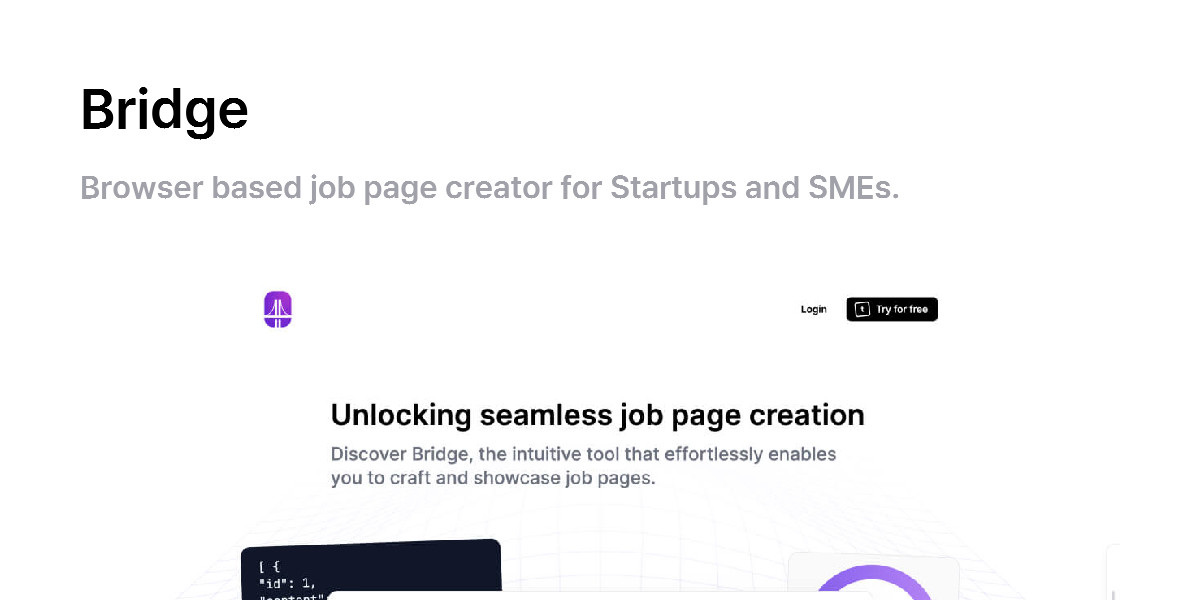 Bridge
Browser based job page creator for Startups and SMEs.
Login
t Try for free
Unlocking seamless job page creation
Discover Bridge, the intuitive tool that effortlessly enables
you to craft and showcase job pages.
[ {
"id": 1,
"content"